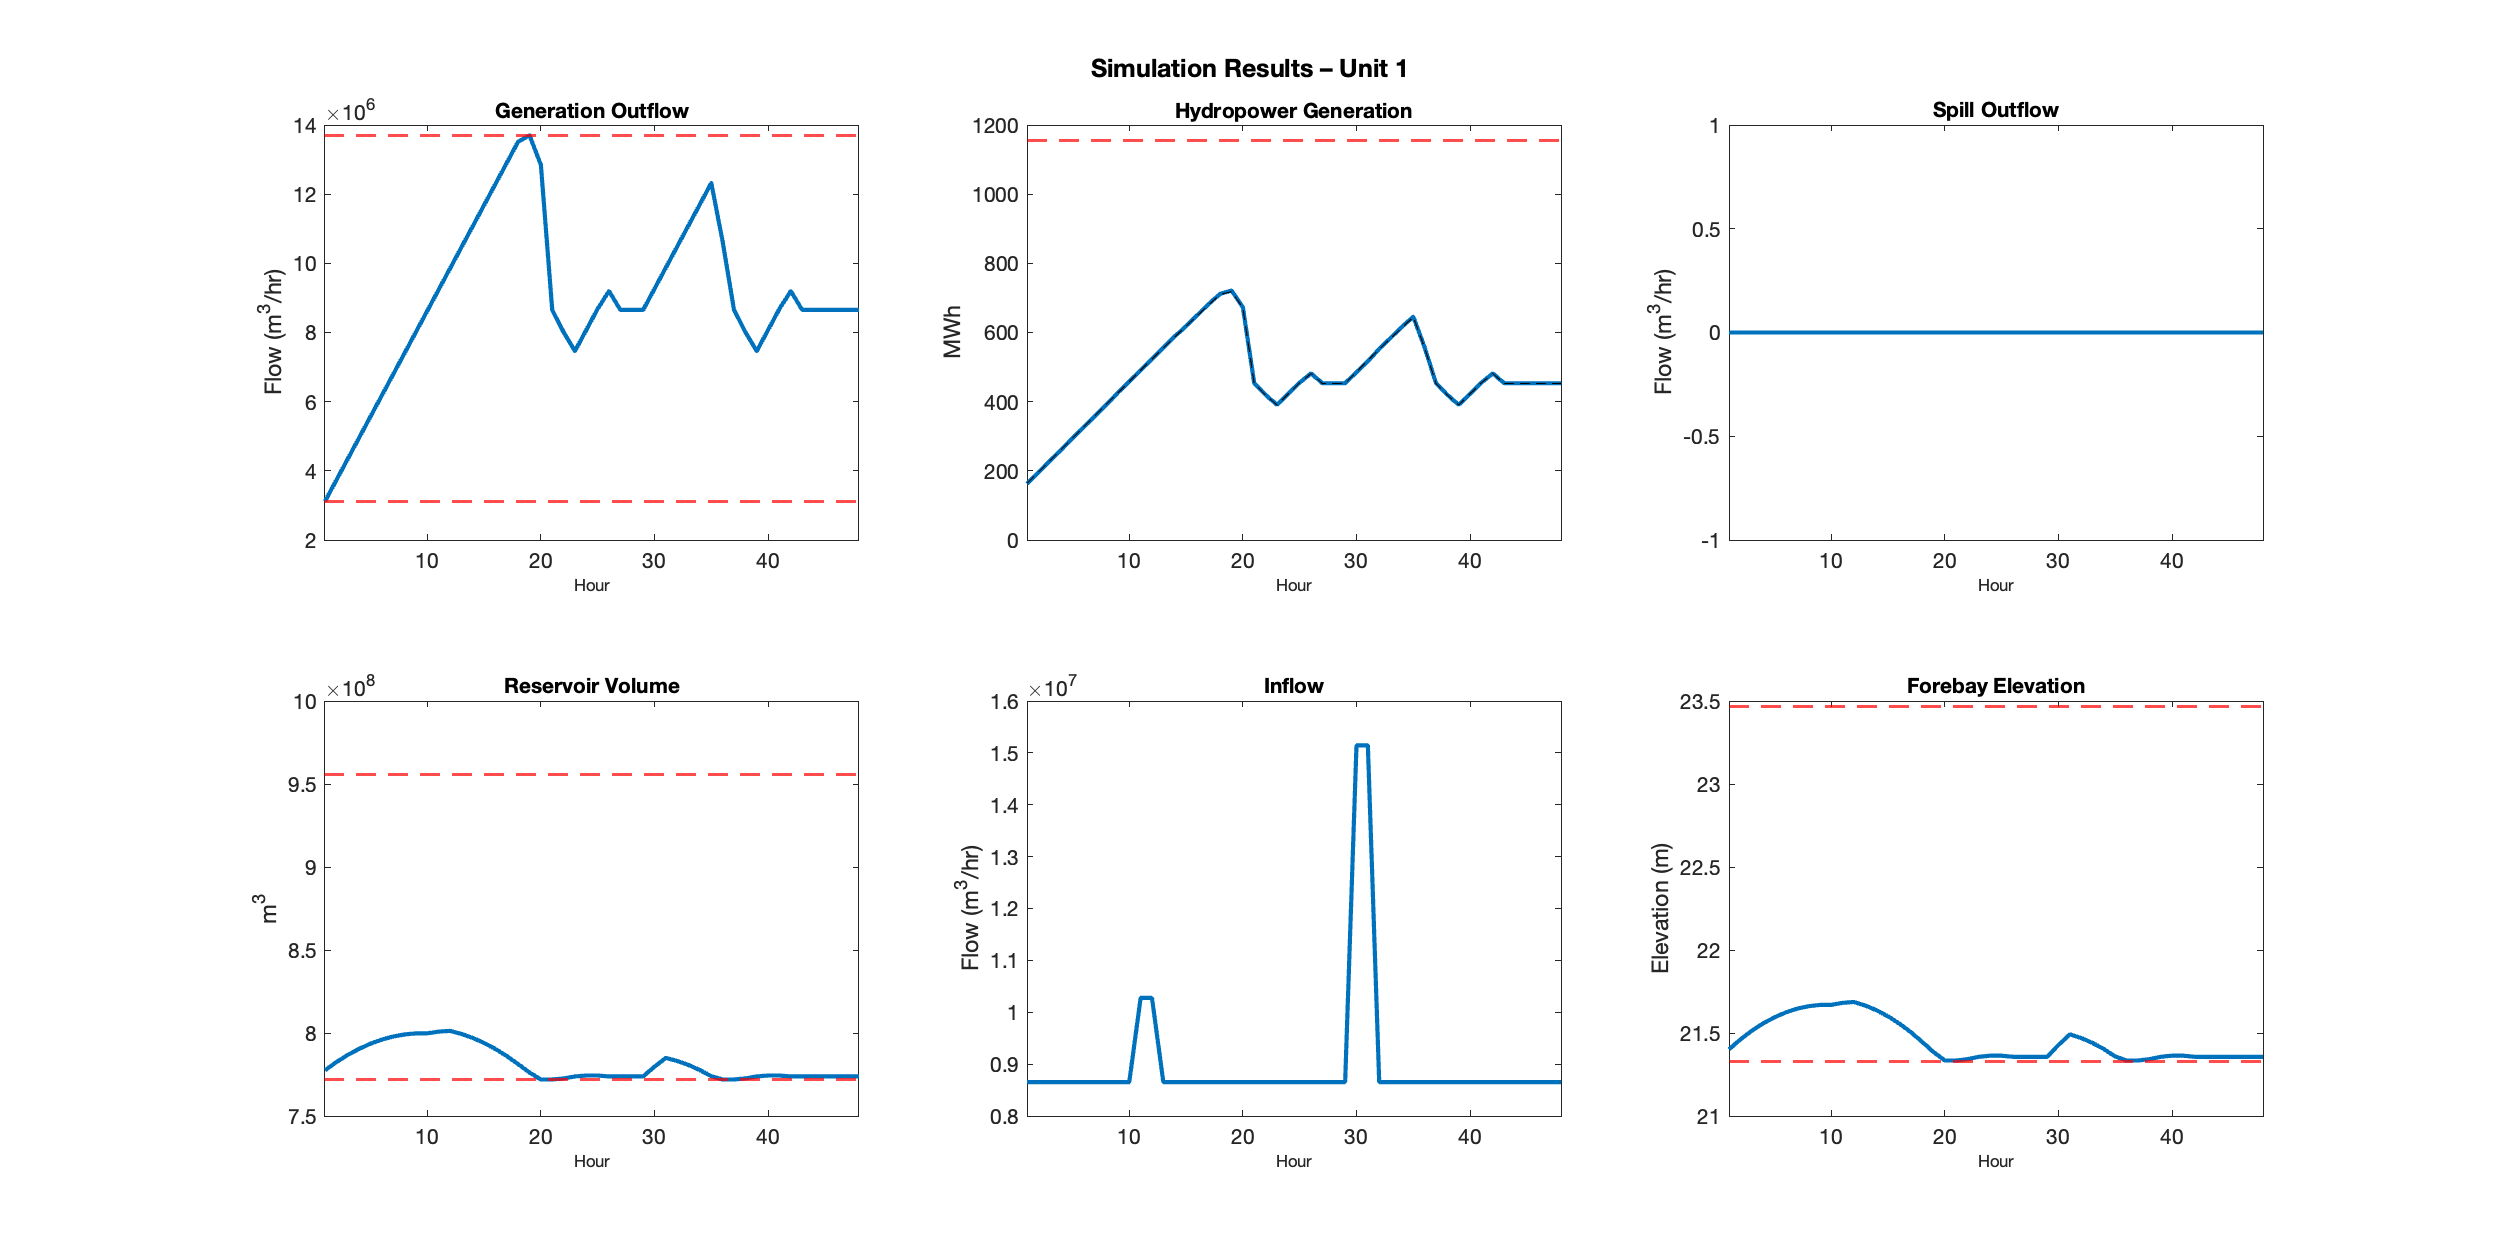 Simulation Results – Unit 1
Generation Outflow
×10^6
Flow (m^3/hr)
14
12
10
8
6
4
2
10 20 30 40
Hour
Hydropower Generation
MWh
1200
1000
800
600
400
200
0
10 20 30 40
Hour
Spill Outflow
Flow (m^3/hr)
1
0.5
0
-0.5
-1
10 20 30 40
Hour
Reservoir Volume
×10^8
m^3
10
9.5
9
8.5
8
7.5
10 20 30 40
Hour
Inflow
×10^7
Flow (m^3/hr)
1.6
1.5
1.4
1.3
1.2
1.1
1
0.9
0.8
10 20 30 40
Hour
Forebay Elevation
Elevation (m)
23.5
23
22.5
22
21.5
21
10 20 30 40
Hour